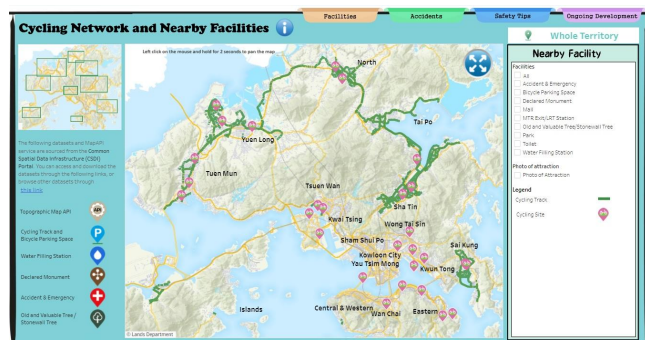 Facilities
Accidents
Safety Tips
Ongoing Development
Cycling Network and Nearby Facilities
i
Whole Territory
Left click on the mouse and hold for 2 seconds to pan the map
The following datasets and MapAPI
service are sourced from the Common
Spatial Data Infrastructure (CSDI)
Portal. You can access and download the
datasets through the following links, or
browse other datasets through
this link
Topographic Map API
API
Cycling Track and
Bicycle Parking Space
P
Water Filling Station
Declared Monument
Accident & Emergency
Old and Valuable Tree /
Stonewall Tree
North
Tai Po
Yuen Long
Tuen Mun
Tsuen Wan
Sha Tin
Kwai Tsing
Wong Tai Sin
Sham Shui Po
Sai Kung
Kowloon City
Yau Tsim Mong
Kwun Tong
Islands
Central & Western
Wan Chai
Eastern
© Lands Department
Nearby Facility
Facilities
All
Accident & Emergency
Bicycle Parking Space
Declared Monument
Mall
MTR Exit/LRT Station
Old and Valuable Tree/Stonewall Tree
Park
Toilet
Water Filling Station
Photo of attraction
Photo of Attraction
Legend
Cycling Track
Cycling Site